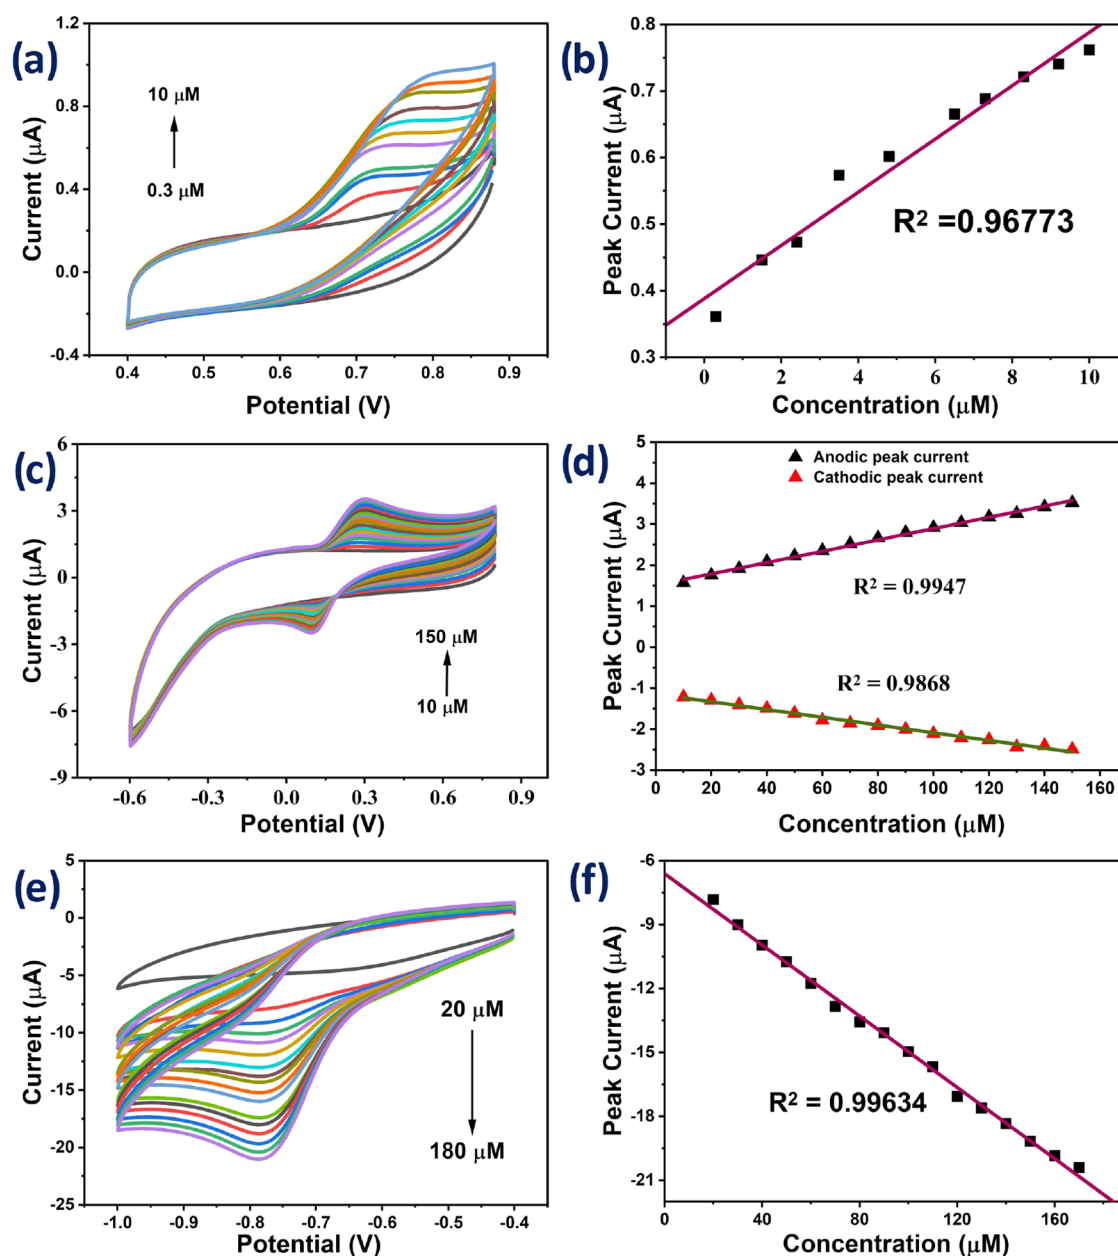 (a)
1.2
0.8
0.4
0.0
-0.4
Current (µA)
10 µM
0.3 µM
0.4 0.5 0.6 0.7 0.8 0.9
Potential (V)
(b)
0.8
0.7
0.6
0.5
0.4
0.3
Peak Current (µA)
R² =0.96773
0 2 4 6 8 10
Concentration (µM)
(c)
6
3
0
-3
-6
-9
Current (µA)
150 µM
10 µM
-0.6 -0.3 0.0 0.3 0.6 0.9
Potential (V)
(d)
5
4
3
2
1
0
-1
-2
-3
Peak Current (µA)
Anodic peak current
Cathodic peak current
R² = 0.9947
R² = 0.9868
0 20 40 60 80 100 120 140 160
Concentration (µM)
(e)
5
0
-5
-10
-15
-20
-25
Current (µA)
20 µM
180 µM
-1.0 -0.9 -0.8 -0.7 -0.6 -0.5 -0.4
Potential (V)
(f)
-6
-9
-12
-15
-18
-21
Peak Current (µA)
R² = 0.99634
0 40 80 120 160
Concentration (µM)